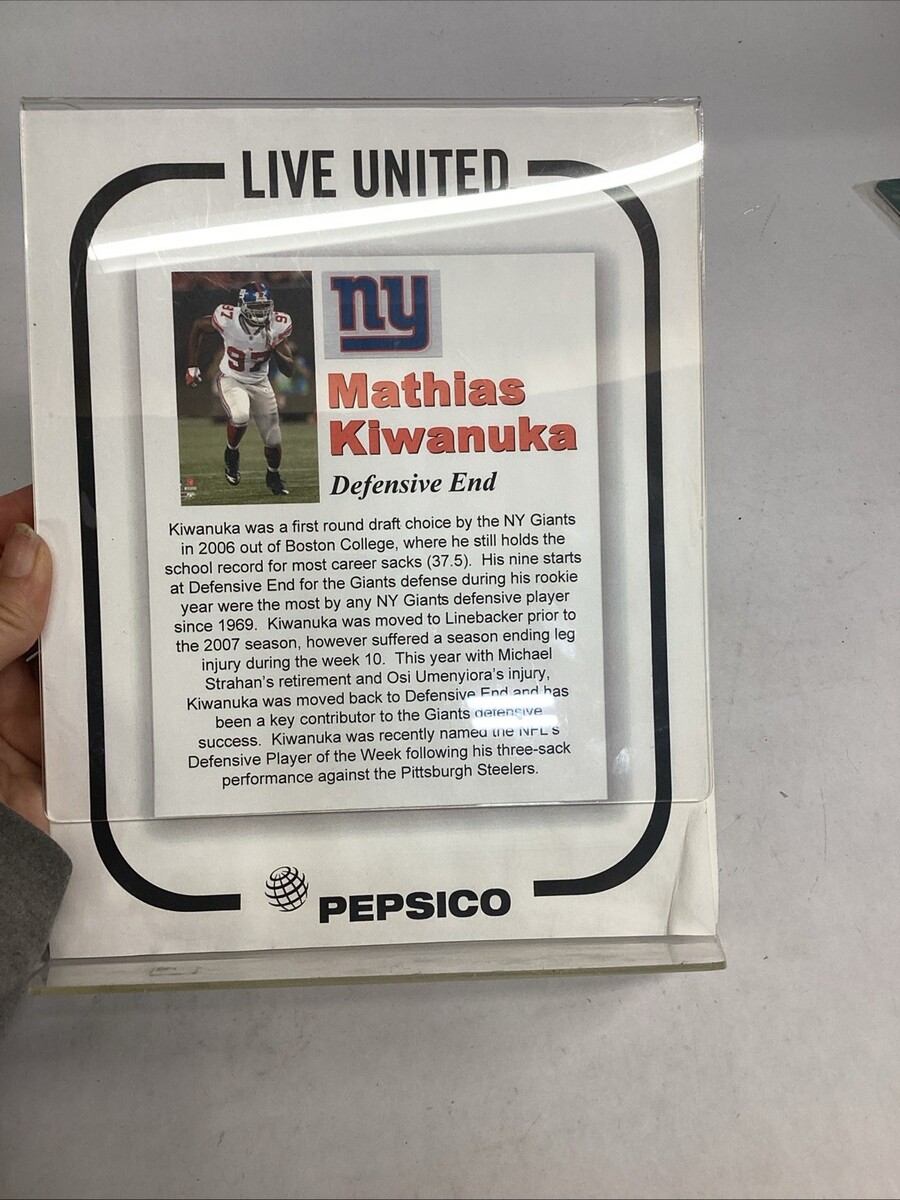 LIVE UNITED
ny
97
97
97
Mathias
Kiwanuka
Defensive End
Kiwanuka was a first round draft choice by the NY Giants
in 2006 out of Boston College, where he still holds the
school record for most career sacks (37.5). His nine starts
at Defensive End for the Giants defense during his rookie
year were the most by any NY Giants defensive player
since 1969. Kiwanuka was moved to Linebacker prior to
the 2007 season, however suffered a season ending leg
injury during the week 10. This year with Michael
Strahan's retirement and Osi Umenyiora's injury,
Kiwanuka was moved back to Defensive End and has
been a key contributor to the Giants defensive
success. Kiwanuka was recently named the NFL's
Defensive Player of the Week following his three-sack
performance against the Pittsburgh Steelers.
PEPSICO